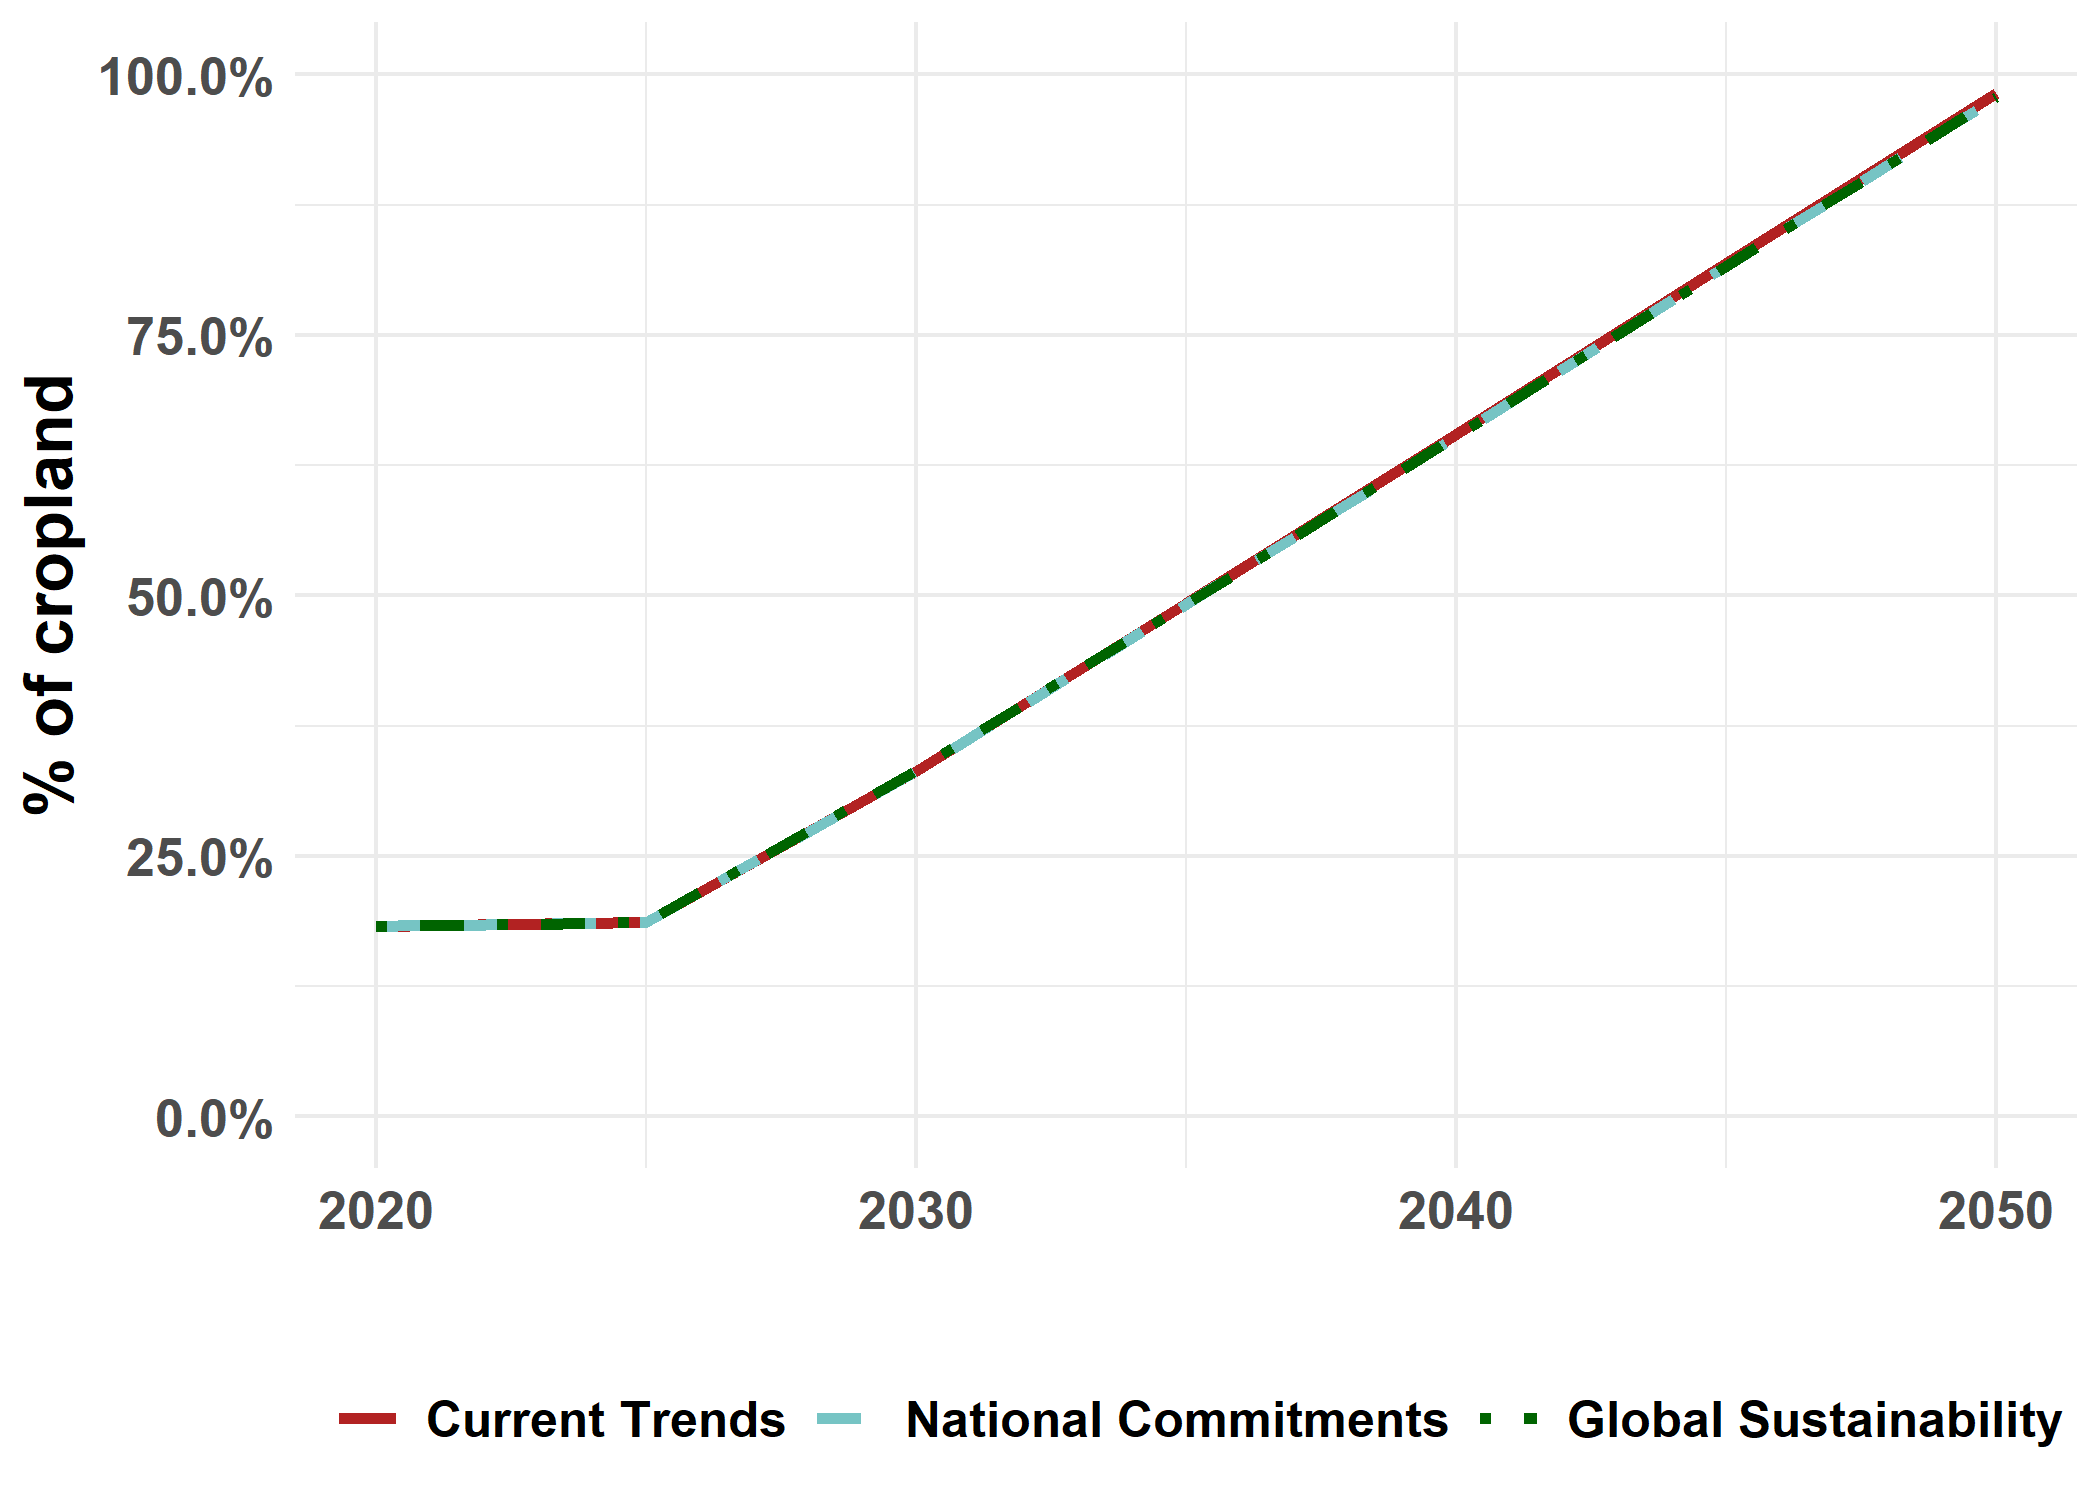 100.0%
75.0%
50.0%
25.0%
0.0%
% of cropland
2020 2030 2040 2050
Current Trends National Commitments Global Sustainability